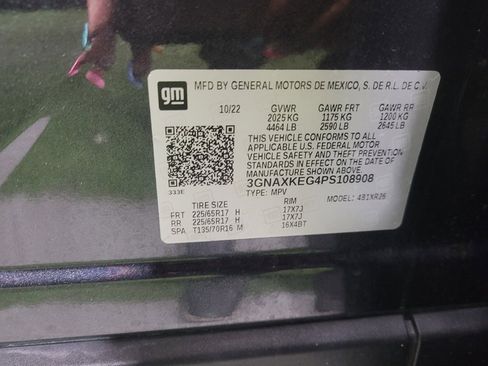 gm
MFD BY GENERAL MOTORS DE MEXICO, S. DE R.L. DE C.V.
10/22 GVWR GAWR FRT GAWR RR
2025 KG 1175 KG 1200 KG
4464 LB 2590 LB 2645 LB
THIS VEHICLE CONFORMS TO ALL
APPLICABLE U.S. FEDERAL MOTOR
VEHICLE SAFETY AND THEFT PREVENTION
STANDARDS IN EFFECT ON THE DATE OF
MANUFACTURE SHOWN ABOVE.
333E 3GNAXKEG4PS108908
TYPE: MPV MODEL: 4B1XR26
TIRE SIZE RIM
FRT 225/65R17 H 17X7J
RR 225/65R17 H 17X7J
SPA T135/70R16 M 16X4BT